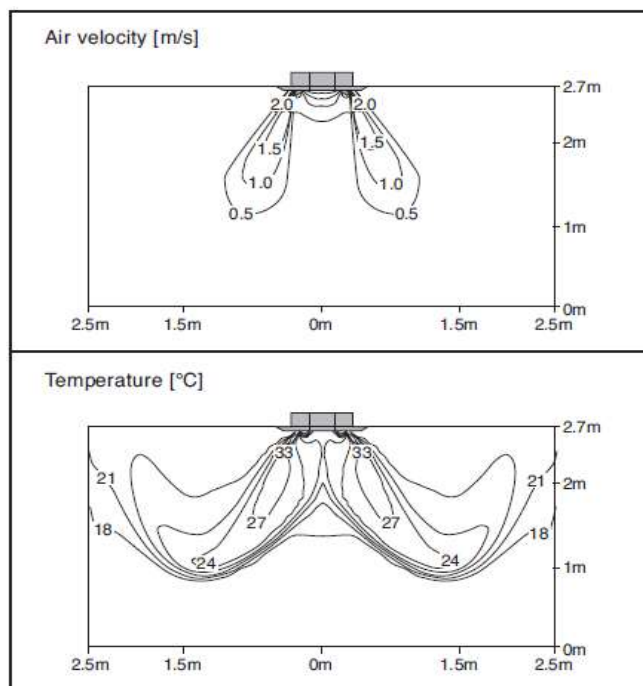 Air velocity [m/s]
2.7m
2.0 2.0
2m
1.5 1.5
1.0 1.0
0.5 0.5
1m
0m
2.5m 1.5m 0m 1.5m 2.5m
Temperature [°C]
2.7m
33 33
21 21
2m
27 27
18 18
24 24
1m
0m
2.5m 1.5m 0m 1.5m 2.5m